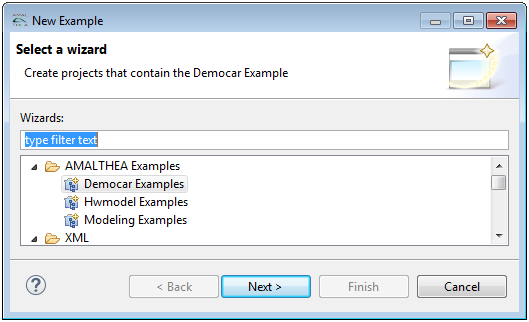 New Example
Select a wizard
Create projects that contain the Democar Example
Wizards:
type filter text
AMALTHEA Examples
Democar Examples
Hwmodel Examples
Modeling Examples
XML
< Back
Next >
Finish
Cancel